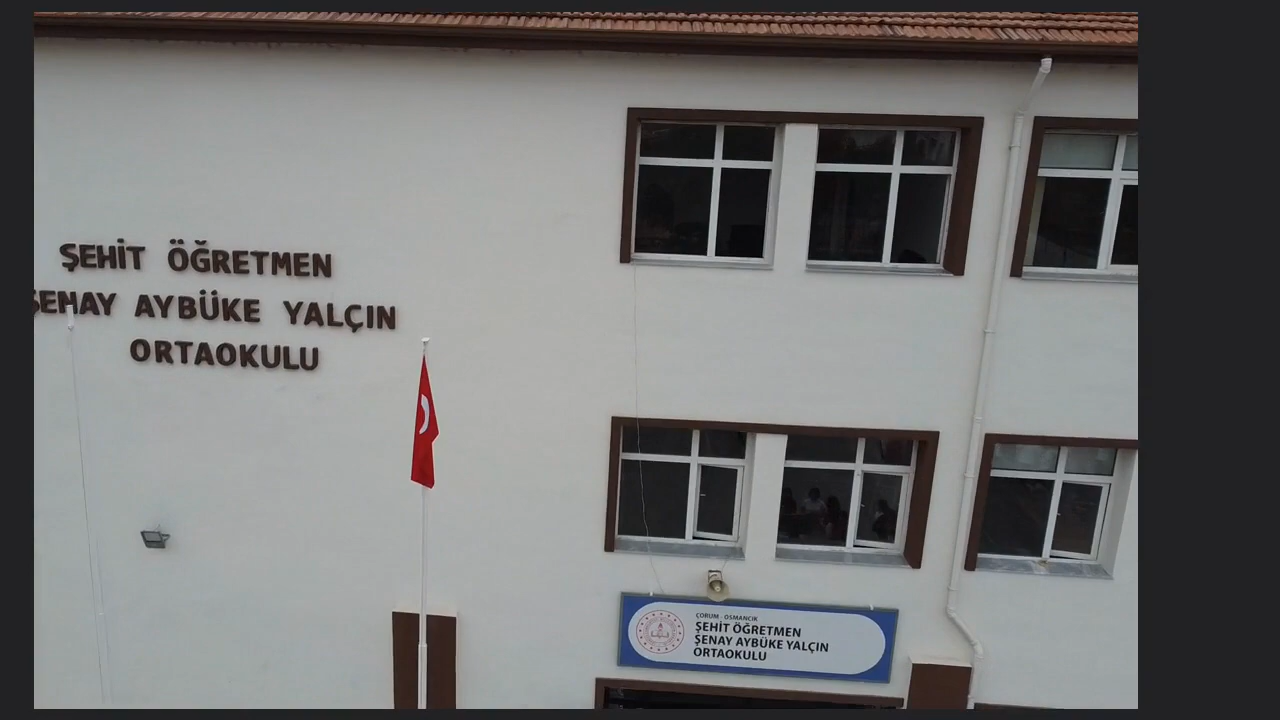 ŞEHİT ÖĞRETMEN
ŞENAY AYBÜKE YALÇIN
ORTAOKULU
ÇORUM - OSMANCIK
ŞEHİT ÖĞRETMEN
ŞENAY AYBÜKE YALÇIN
ORTAOKULU